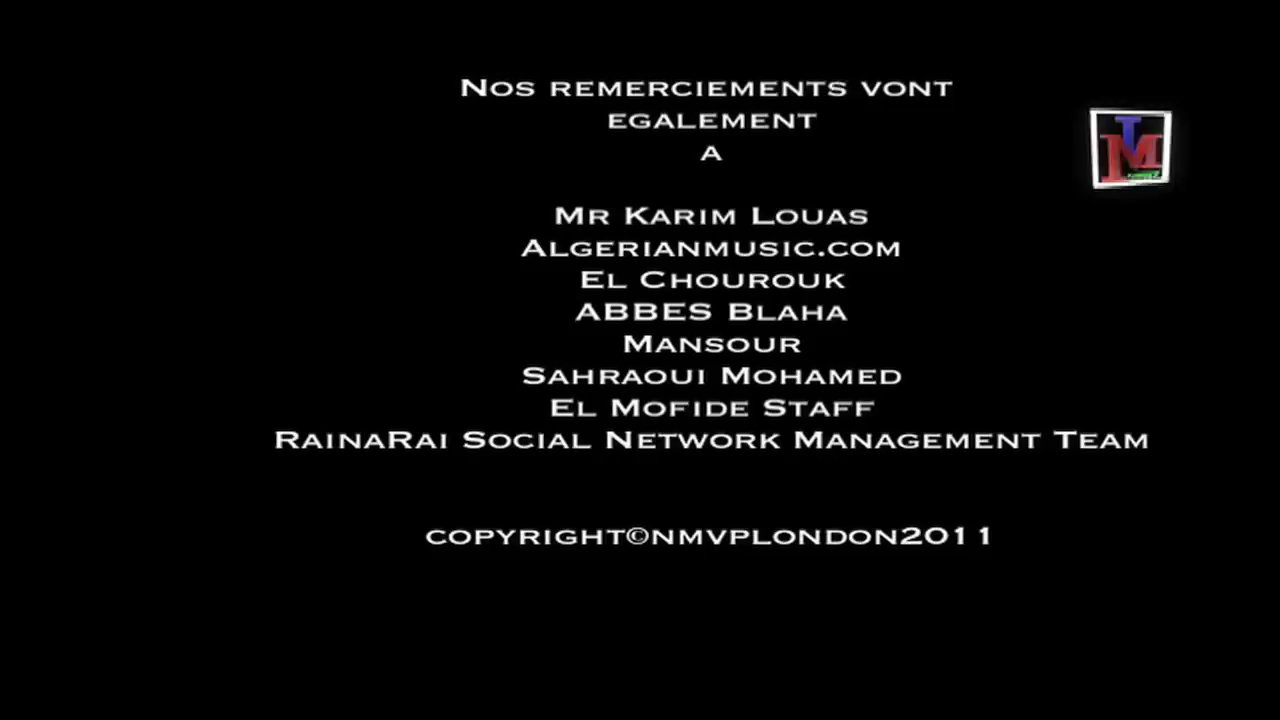 Nos remerciements vont
egalement
a
Mr Karim Louas
Algerianmusic.com
El Chourouk
ABBES Blaha
Mansour
Sahraoui Mohamed
El Mofide Staff
RainaRai Social Network Management Team
copyright©nmvplondon2011